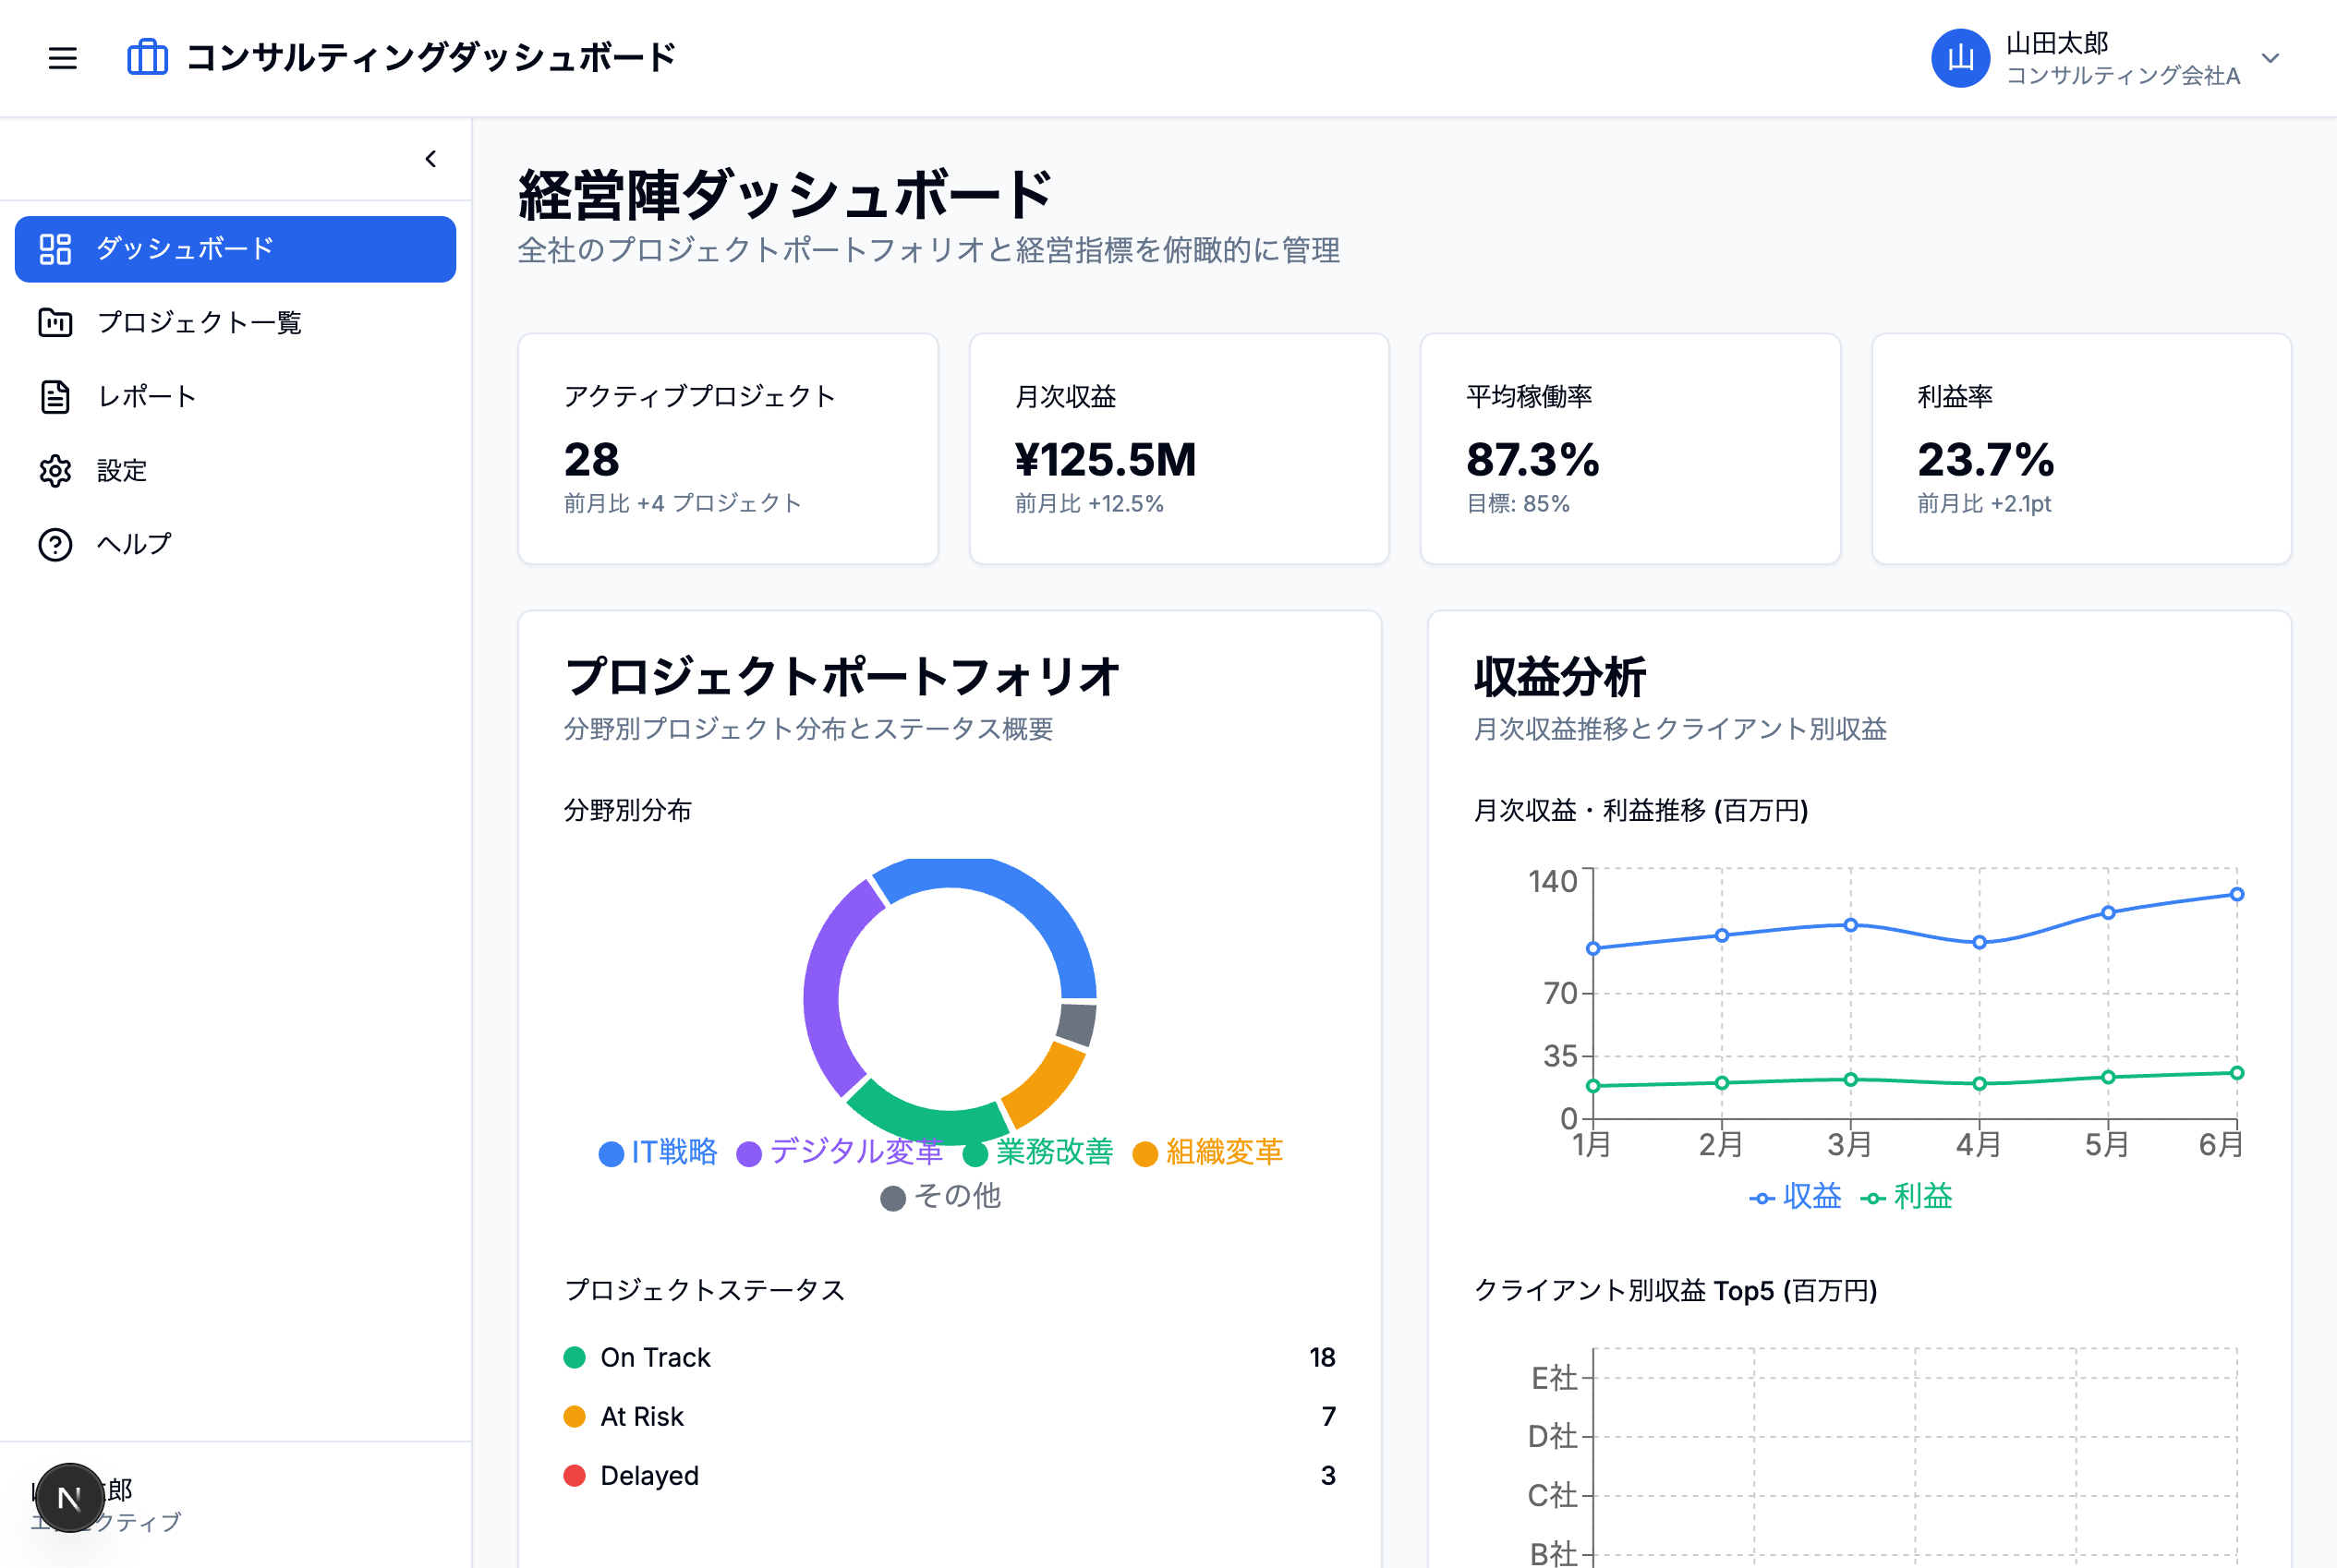 コンサルティングダッシュボード
山
山田太郎
コンサルティング会社A
ダッシュボード
プロジェクト一覧
レポート
設定
ヘルプ
経営陣ダッシュボード
全社のプロジェクトポートフォリオと経営指標を俯瞰的に管理
アクティブプロジェクト
28
前月比 +4 プロジェクト
月次収益
¥125.5M
前月比 +12.5%
平均稼働率
87.3%
目標: 85%
利益率
23.7%
前月比 +2.1pt
プロジェクトポートフォリオ
分野別プロジェクト分布とステータス概要
分野別分布
IT戦略 デジタル変革 業務改善 組織変革
その他
プロジェクトステータス
On Track 18
At Risk 7
Delayed 3
収益分析
月次収益推移とクライアント別収益
月次収益・利益推移 (百万円)
140
70
35
0
1月 2月 3月 4月 5月 6月
収益 利益
クライアント別収益 Top5 (百万円)
E社
D社
C社
B社
郎
N
クティブ